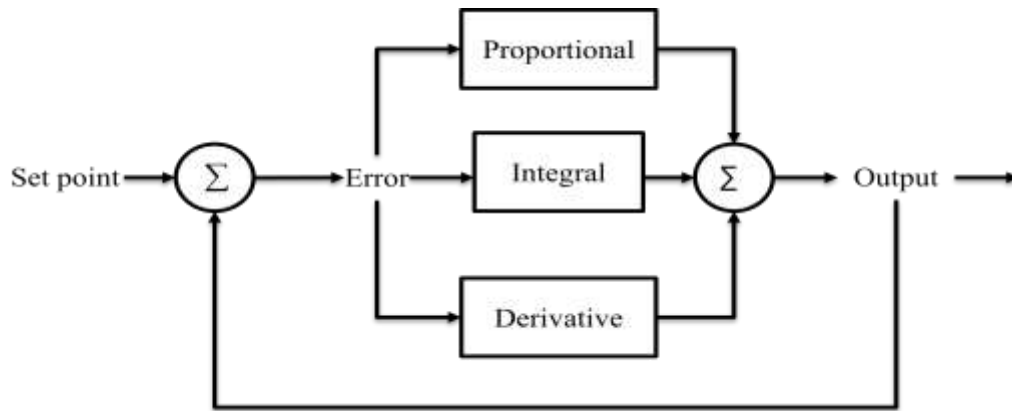 Proportional
Set point
Σ
Error
Integral
Σ
Output
Derivative